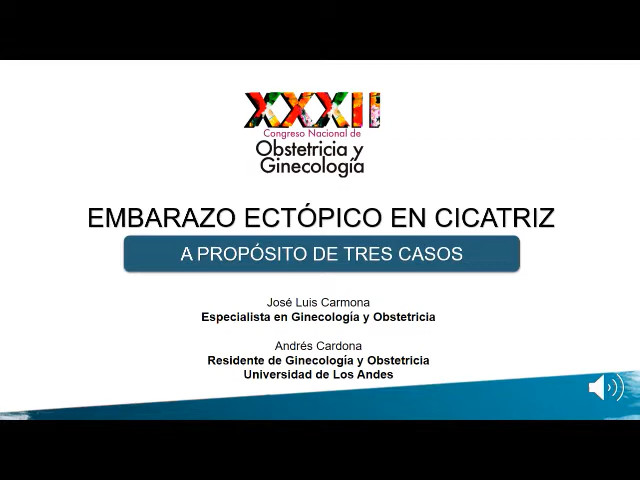 XXXII
Congreso Nacional de
Obstetricia y
Ginecología
EMBARAZO ECTÓPICO EN CICATRIZ
A PROPÓSITO DE TRES CASOS
José Luis Carmona
Especialista en Ginecología y Obstetricia
Andrés Cardona
Residente de Ginecología y Obstetricia
Universidad de Los Andes